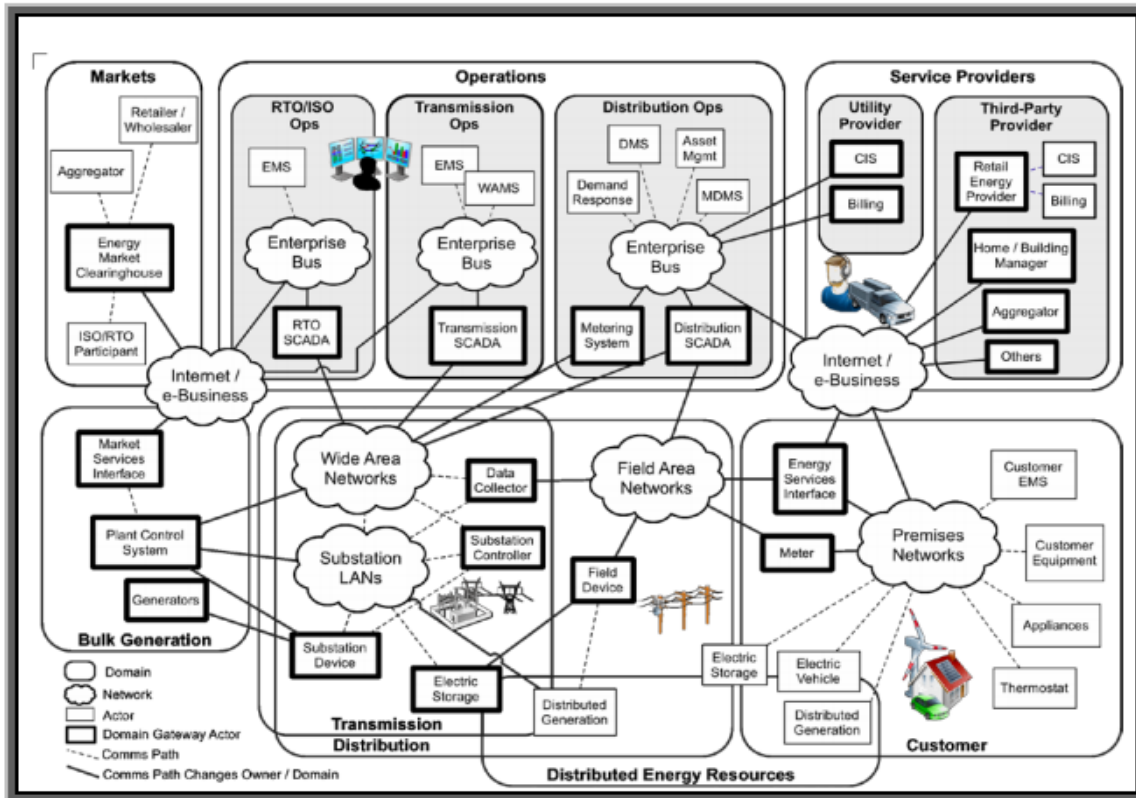 Markets
Retailer /
Wholesaler
Aggregator
Energy
Market
Clearinghouse
ISO/RTO
Participant
Operations
RTO/ISO
Ops
EMS
Enterprise
Bus
RTO
SCADA
Transmission
Ops
EMS
WAMS
Enterprise
Bus
Transmission
SCADA
Distribution Ops
DMS
Asset
Mgmt
Demand
Response
MDMS
Enterprise
Bus
Metering
System
Distribution
SCADA
Service Providers
Utility
Provider
CIS
Billing
Third-Party
Provider
Retail
Energy
Provider
CIS
Billing
Home / Building
Manager
Aggregator
Others
Internet /
e-Business
Internet /
e-Business
Market
Services
Interface
Plant Control
System
Generators
Bulk Generation
Wide Area
Networks
Data
Collector
Substation
LANs
Substation
Controller
Substation
Device
Electric
Storage
Transmission
Distribution
Field Area
Networks
Field
Device
Distributed
Generation
Energy
Services
Interface
Meter
Premises
Networks
Customer
EMS
Customer
Equipment
Appliances
Thermostat
Electric
Storage
Electric
Vehicle
Distributed
Generation
Customer
Distributed Energy Resources
Domain
Network
Actor
Domain Gateway Actor
Comms Path
Comms Path Changes Owner / Domain